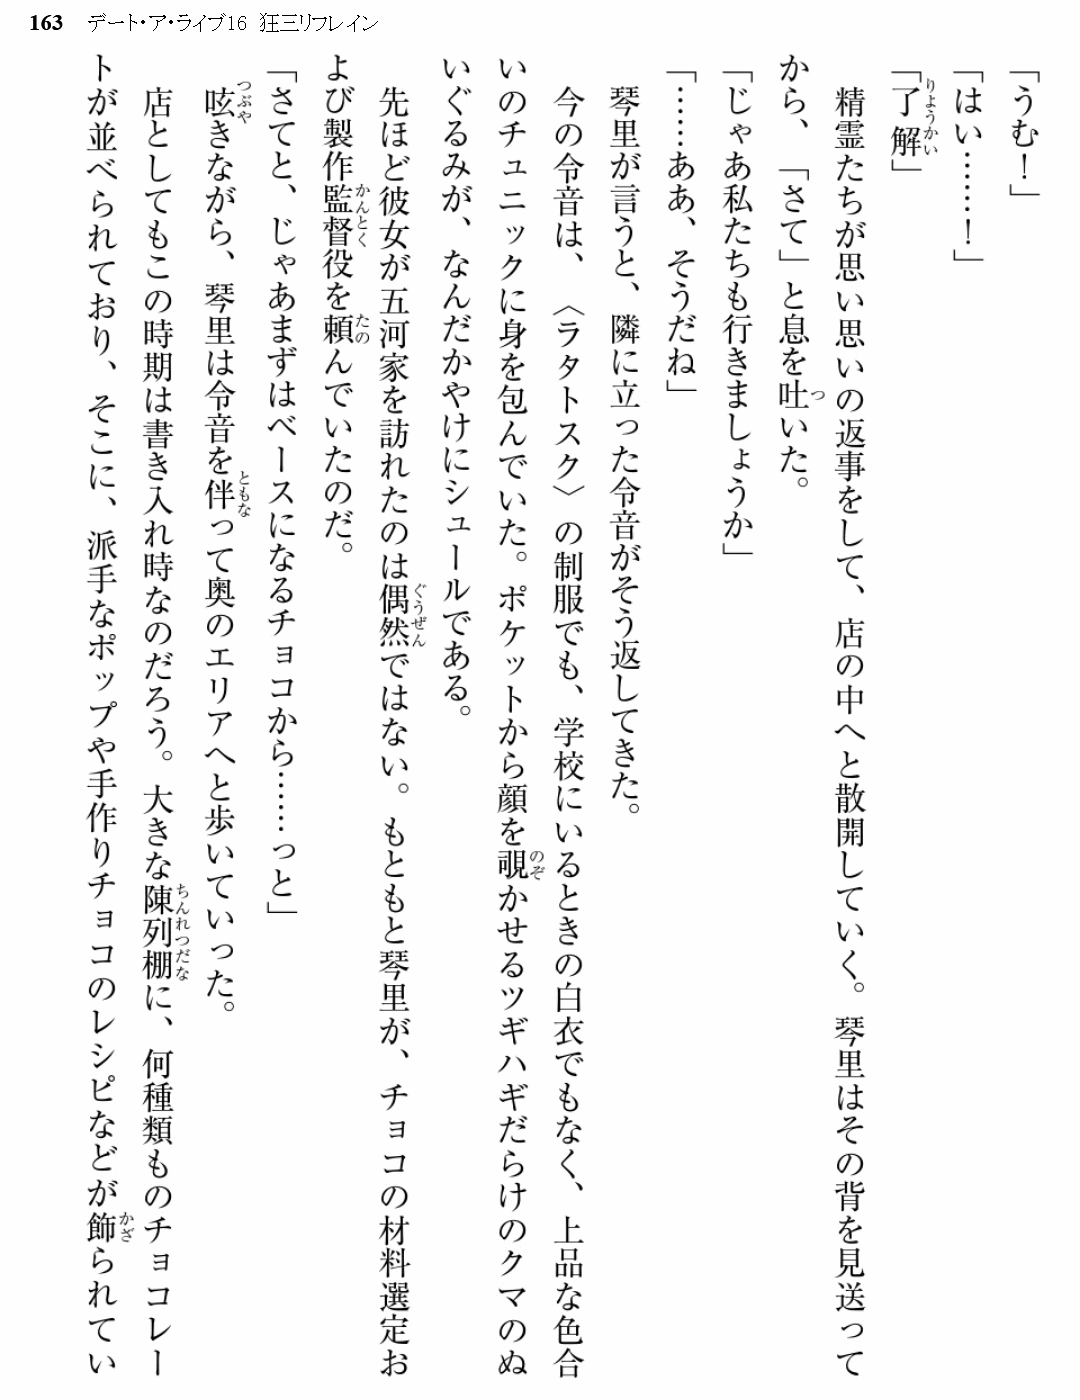 163 デート・ア・ライブ16 狂三リフレイン
「うむ！」
「はい……！」
「了解」
精霊たちが思い思いの返事をして、店の中へと散開していく。琴里はその背を見送って
から、「さて」と息を吐いた。
「じゃあ私たちも行きましょうか」
「……ああ、そうだね」
琴里が言うと、隣に立った令音がそう返してきた。
今の令音は、〈ラタトスク〉の制服でも、学校にいるときの白衣でもなく、上品な色合
いのチュニックに身を包んでいた。ポケットから顔を覗かせるツギハギだらけのクマのぬ
いぐるみが、なんだかやけにシュールである。
先ほど彼女が五河家を訪れたのは偶然ではない。もともと琴里が、チョコの材料選定お
よび製作監督役を頼んでいたのだ。
「さてと、じゃあまずはベースになるチョコから……っと」
呟きながら、琴里は令音を伴って奥のエリアへと歩いていった。
店としてもこの時期は書き入れ時なのだろう。大きな陳列棚に、何種類ものチョコレー
トが並べられており、そこに、派手なポップや手作りチョコのレシピなどが飾られてい